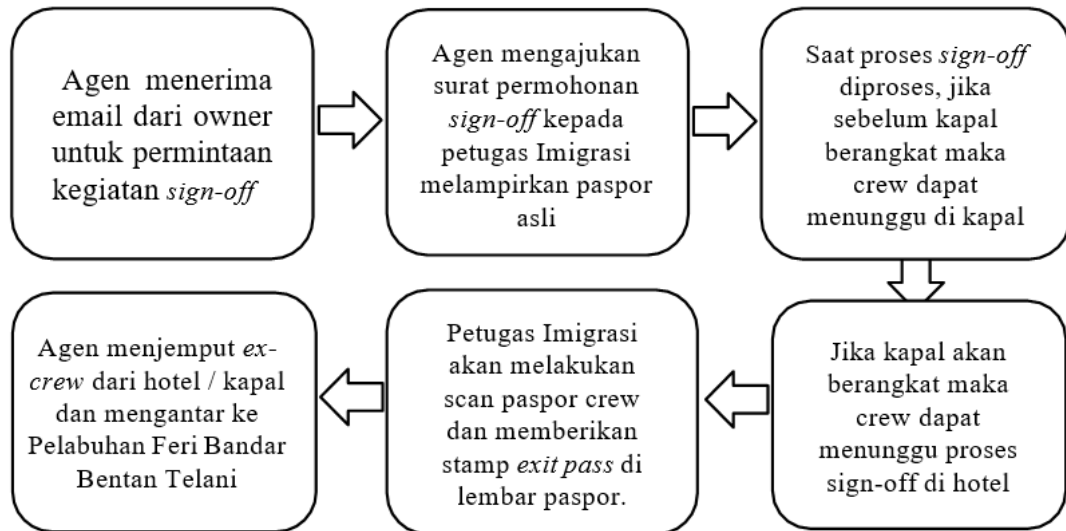 Agen menerima
email dari owner
untuk permintaan
kegiatan sign-off
Agen mengajukan
surat permohonan
sign-off kepada
petugas Imigrasi
melampirkan paspor
asli
Saat proses sign-off
diproses, jika
sebelum kapal
berangkat maka
crew dapat
menunggu di kapal
Jika kapal akan
berangkat maka
crew dapat
menunggu proses
sign-off di hotel
Petugas Imigrasi
akan melakukan
scan paspor crew
dan memberikan
stamp exit pass di
lembar paspor.
Agen menjemput ex-
crew dari hotel / kapal
dan mengantar ke
Pelabuhan Feri Bandar
Bentan Telani